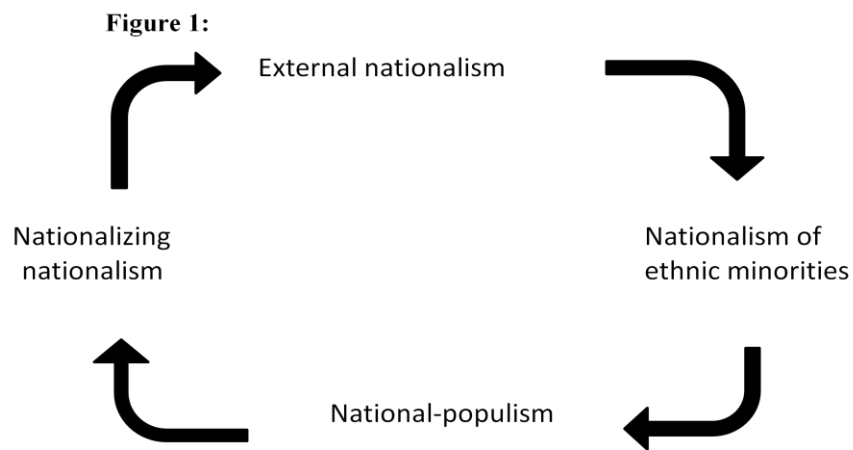 Figure 1:
External nationalism
Nationalizing
nationalism
Nationalism of
ethnic minorities
National-populism